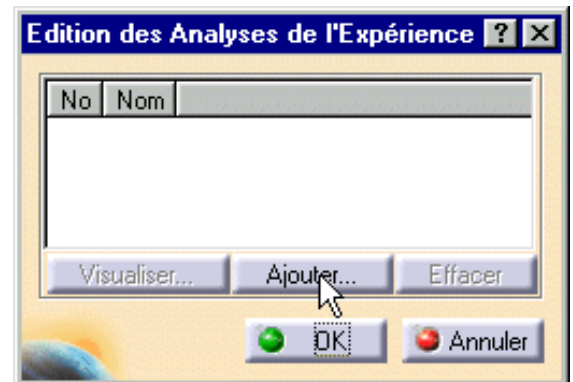 Edition des Analyses de l'Expérience ? X
No Nom
Visualiser... Ajouter... Effacer
OK Annuler